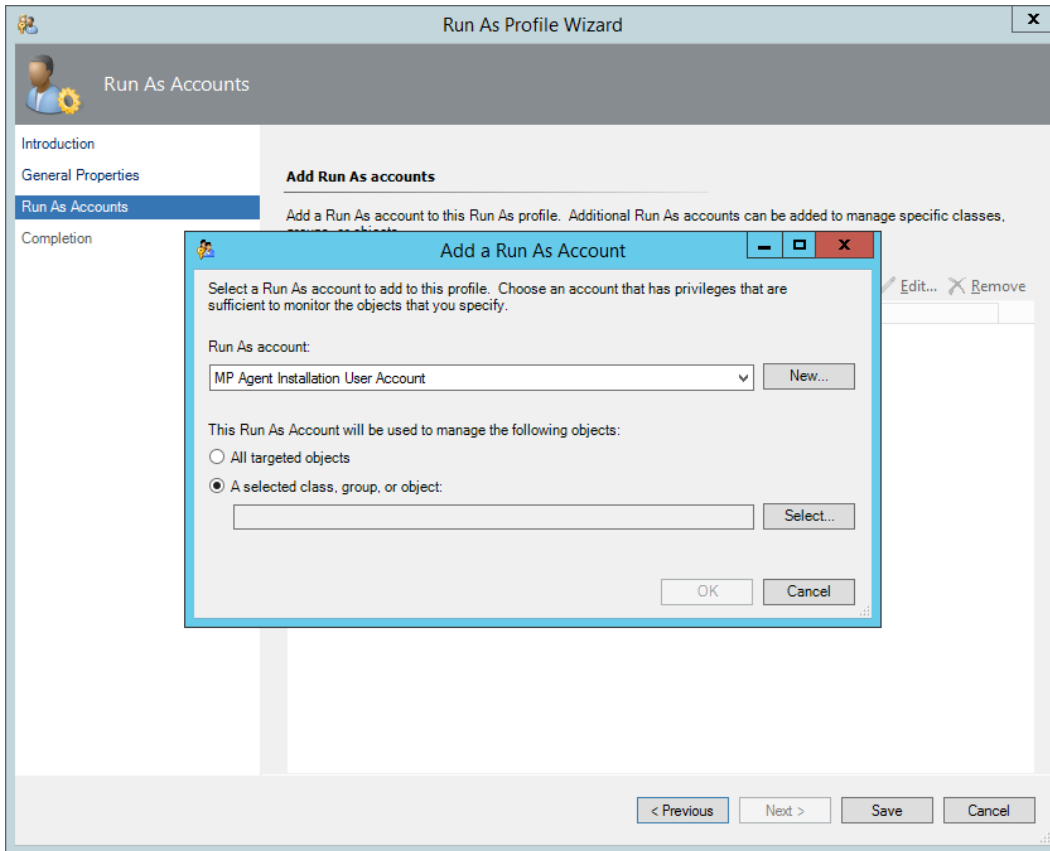 Run As Profile Wizard
x
Run As Accounts
Introduction
General Properties
Run As Accounts
Completion
Add Run As accounts
Add a Run As account to this Run As profile. Additional Run As accounts can be added to manage specific classes,
Edit... Remove
Add a Run As Account
x
Select a Run As account to add to this profile. Choose an account that has privileges that are
sufficient to monitor the objects that you specify.
Run As account:
MP Agent Installation User Account
New...
This Run As Account will be used to manage the following objects:
All targeted objects
A selected class, group, or object:
Select...
OK Cancel
< Previous Next > Save Cancel